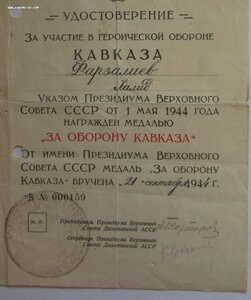 УДОСТОВЕРЕНИЕ
ЗА УЧАСТИЕ В ГЕРОИЧЕСКОЙ ОБОРОНЕ
КАВКАЗА
Фарзалиев
Халид
УКАЗОМ ПРЕЗИДИУМА ВЕРХОВНОГО
СОВЕТА СССР ОТ 1 МАЯ 1944 ГОДА
НАГРАЖДЕН МЕДАЛЬЮ
„ЗА ОБОРОНУ КАВКАЗА“
ОТ ИМЕНИ ПРЕЗИДИУМА ВЕРХОВНОГО
СОВЕТА СССР МЕДАЛЬ „ЗА ОБОРОНУ
КАВКАЗА“ ВРУЧЕНА „21“ сентября 1944 г.
В № 000159
М. П.
Председатель Президиума Верховного
Совета Дагестанской АССР
Секретарь Президиума Верховного
Совета Дагестанской АССР